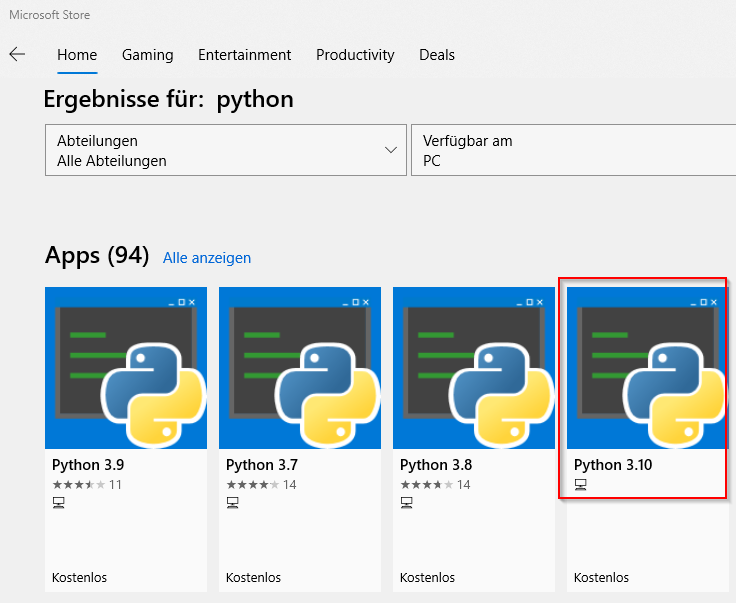 Microsoft Store
Home Gaming Entertainment Productivity Deals
Ergebnisse für: python
Abteilungen
Alle Abteilungen
Verfügbar am
PC
Apps (94) Alle anzeigen
Python 3.9
11
Kostenlos
Python 3.7
14
Kostenlos
Python 3.8
14
Kostenlos
Python 3.10
Kostenlos